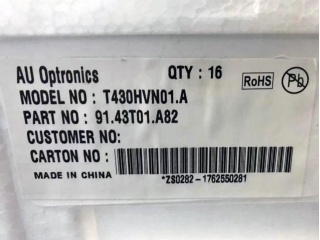 AU Optronics QTY : 16
MODEL NO : T430HVN01.A RoHS Pb
PART NO : 91.43T01.A82
CUSTOMER NO:
CARTON NO :
MADE IN CHINA *ZS0282-1762550281